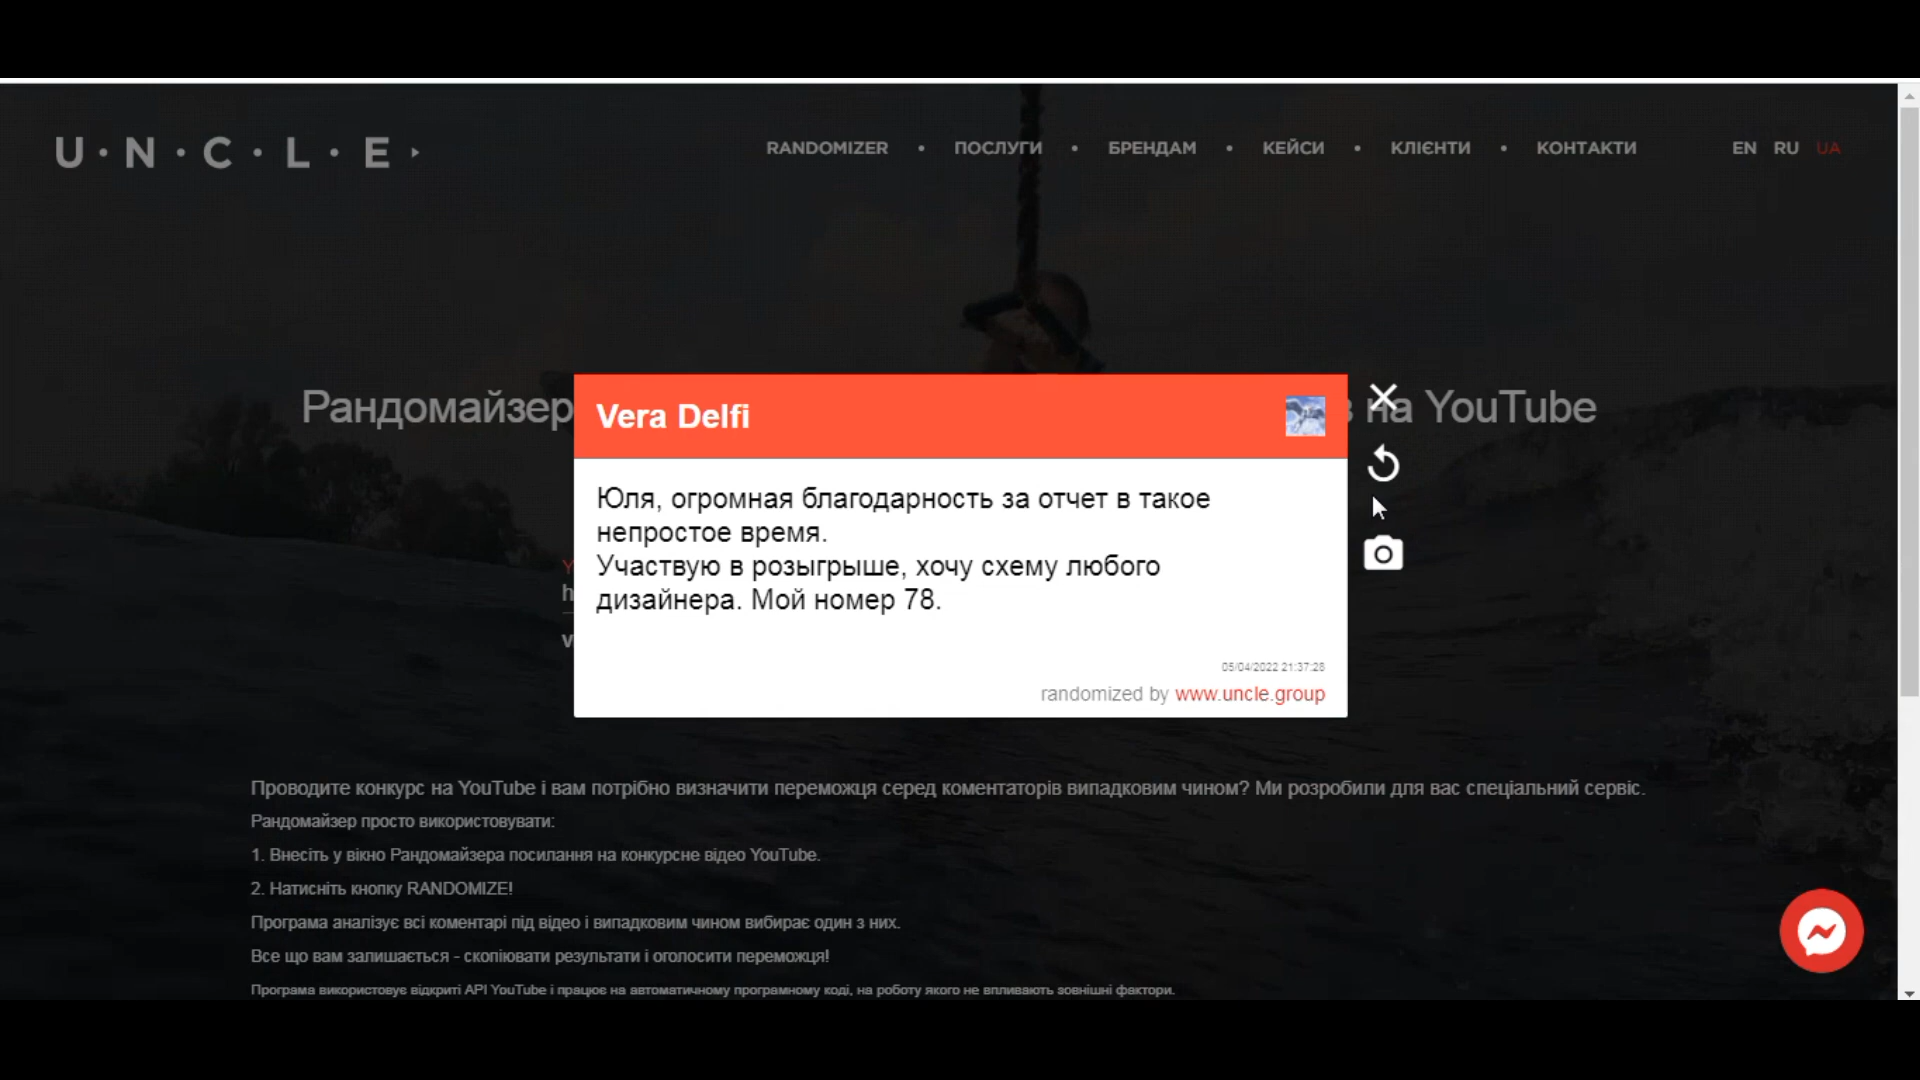 U·N·C·L·E
RANDOMIZER • ПОСЛУГИ • БРЕНДАМ • КЕЙСИ • КЛІЄНТИ • КОНТАКТИ
EN RU UA
Рандомайзер на YouTube
Vera Delfi
Юля, огромная благодарность за отчет в такое
непростое время.
Участвую в розыгрыше, хочу схему любого
дизайнера. Мой номер 78.
05/04/2022 21:37:28
randomized by www.uncle.group
Проводите конкурс на YouTube і вам потрібно визначити переможця серед коментаторів випадковим чином? Ми розробили для вас спеціальний сервіс.
Рандомайзер просто використовувати:
1. Внесіть у вікно Рандомайзера посилання на конкурсне відео YouTube.
2. Натисніть кнопку RANDOMIZE!
Програма аналізує всі коментарі під відео і випадковим чином вибирає один з них.
Все що вам залишається - скопіювати результати і оголосити переможця!
Програма використовує відкриті API YouTube і працює на автоматичному програмному коді, на роботу якого не впливають зовнішні фактори.